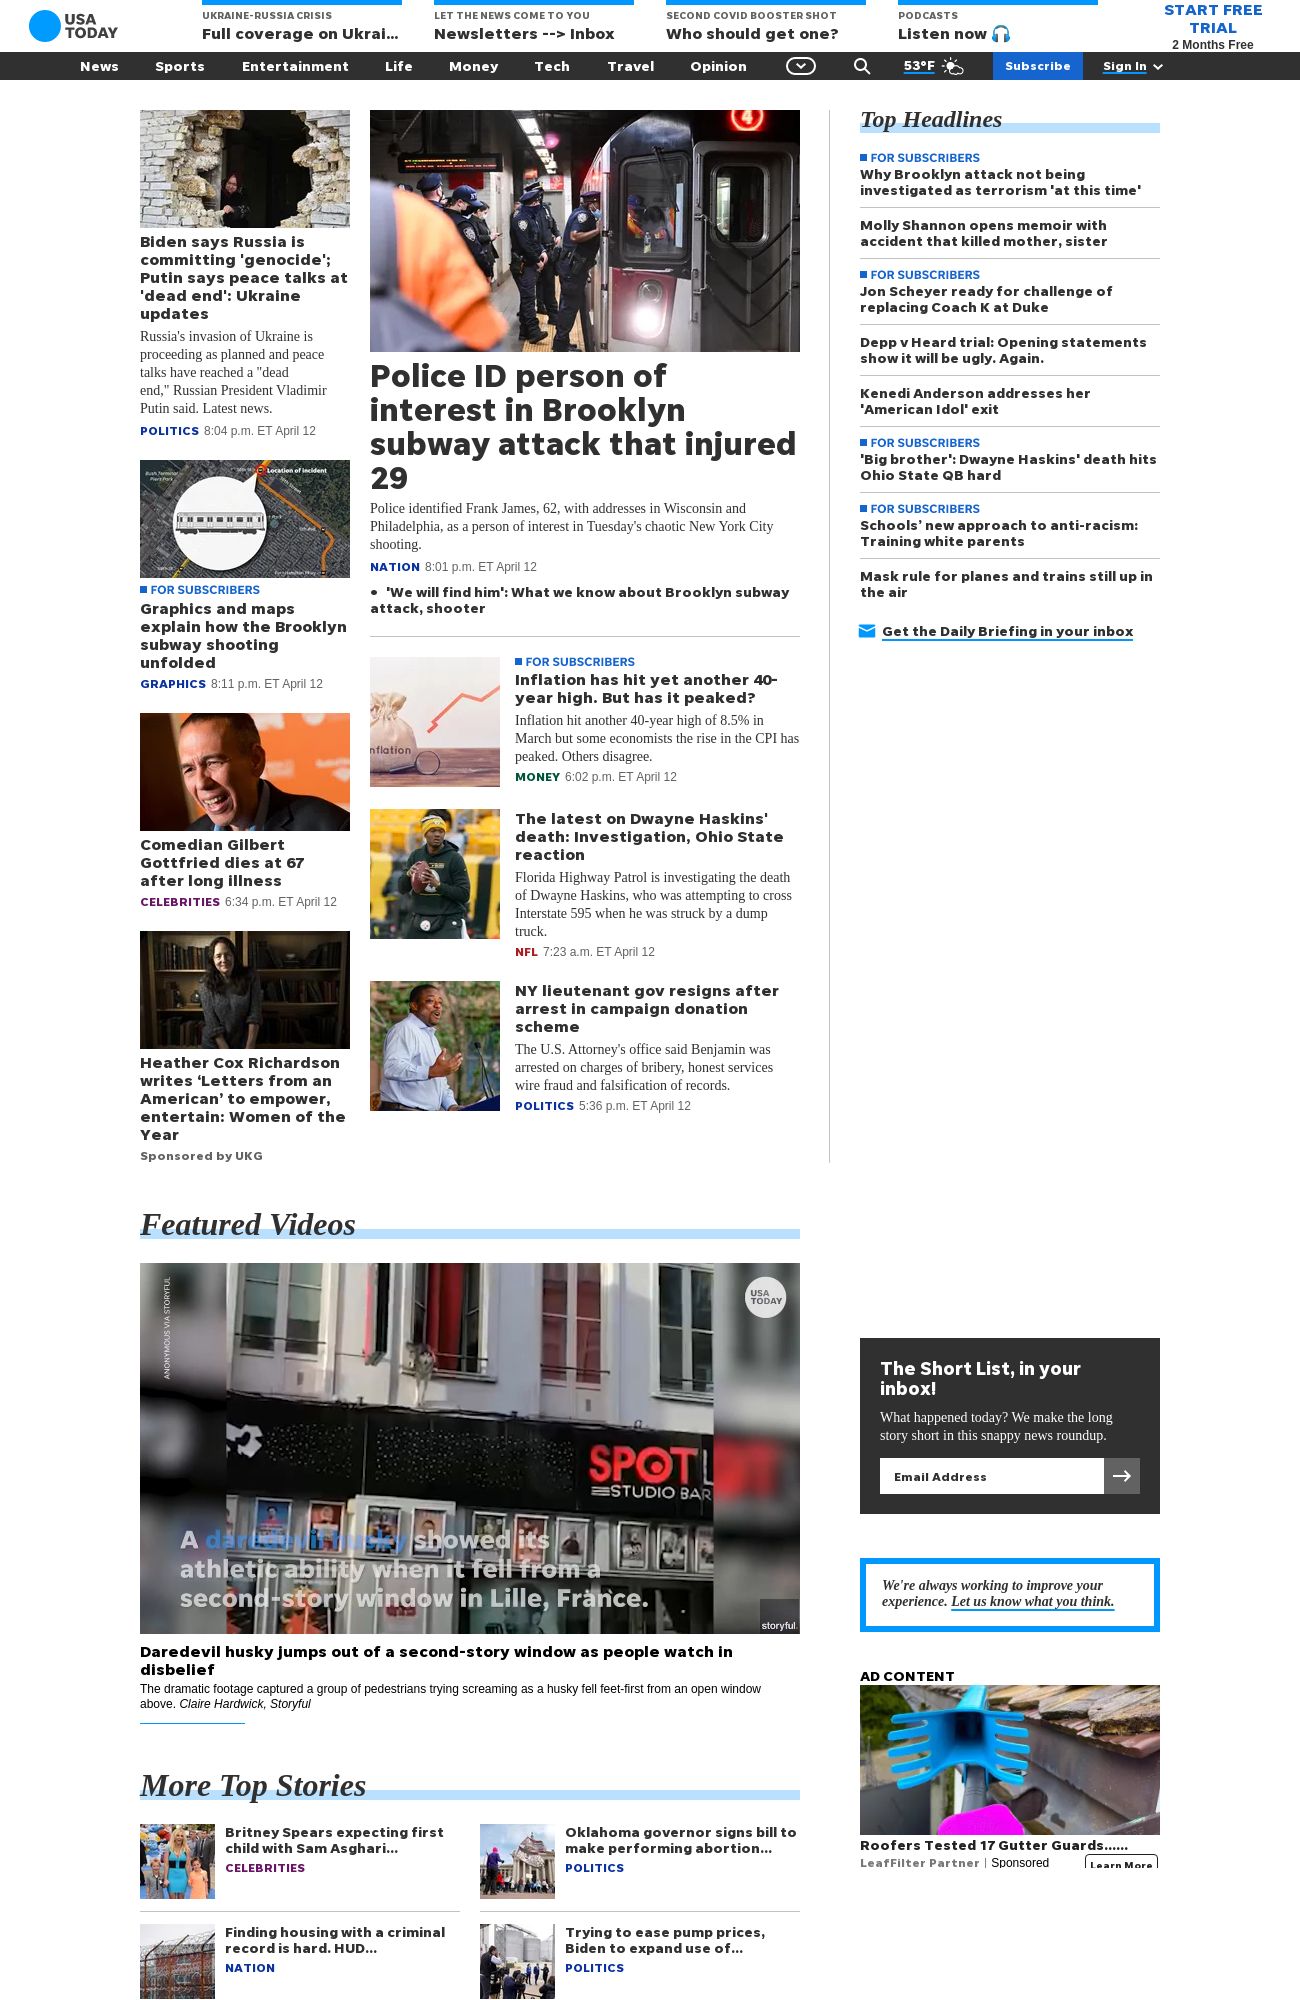 USA
TODAY
UKRAINE-RUSSIA CRISIS
Full coverage on Ukrai...
LET THE NEWS COME TO YOU
Newsletters --> Inbox
SECOND COVID BOOSTER SHOT
Who should get one?
PODCASTS
Listen now 🎧
START FREE
TRIAL
2 Months Free
News Sports Entertainment Life Money Tech Travel Opinion 53°F Subscribe Sign In
Biden says Russia is
committing 'genocide';
Putin says peace talks at
'dead end': Ukraine
updates
Russia's invasion of Ukraine is
proceeding as planned and peace
talks have reached a "dead
end," Russian President Vladimir
Putin said. Latest news.
POLITICS 8:04 p.m. ET April 12
Bush Terminal
Piers Park
Location of incident
FOR SUBSCRIBERS
Graphics and maps
explain how the Brooklyn
subway shooting
unfolded
GRAPHICS 8:11 p.m. ET April 12
Comedian Gilbert
Gottfried dies at 67
after long illness
CELEBRITIES 6:34 p.m. ET April 12
Heather Cox Richardson
writes ‘Letters from an
American’ to empower,
entertain: Women of the
Year
Sponsored by UKG
4
Police ID person of
interest in Brooklyn
subway attack that injured
29
Police identified Frank James, 62, with addresses in Wisconsin and
Philadelphia, as a person of interest in Tuesday's chaotic New York City
shooting.
NATION 8:01 p.m. ET April 12
• 'We will find him': What we know about Brooklyn subway
attack, shooter
nflation
FOR SUBSCRIBERS
Inflation has hit yet another 40-
year high. But has it peaked?
Inflation hit another 40-year high of 8.5% in
March but some economists the rise in the CPI has
peaked. Others disagree.
MONEY 6:02 p.m. ET April 12
The latest on Dwayne Haskins'
death: Investigation, Ohio State
reaction
Florida Highway Patrol is investigating the death
of Dwayne Haskins, who was attempting to cross
Interstate 595 when he was struck by a dump
truck.
NFL 7:23 a.m. ET April 12
NY lieutenant gov resigns after
arrest in campaign donation
scheme
The U.S. Attorney's office said Benjamin was
arrested on charges of bribery, honest services
wire fraud and falsification of records.
POLITICS 5:36 p.m. ET April 12
Top Headlines
FOR SUBSCRIBERS
Why Brooklyn attack not being
investigated as terrorism 'at this time'
Molly Shannon opens memoir with
accident that killed mother, sister
FOR SUBSCRIBERS
Jon Scheyer ready for challenge of
replacing Coach K at Duke
Depp v Heard trial: Opening statements
show it will be ugly. Again.
Kenedi Anderson addresses her
'American Idol' exit
FOR SUBSCRIBERS
'Big brother': Dwayne Haskins' death hits
Ohio State QB hard
FOR SUBSCRIBERS
Schools’ new approach to anti-racism:
Training white parents
Mask rule for planes and trains still up in
the air
Get the Daily Briefing in your inbox
Featured Videos
ANONYMOUS VIA STORYFUL
USA
TODAY
SPOT
STUDIO BAR
A daredevil husky showed its
athletic ability when it fell from a
second-story window in Lille, France.
storyful.
Daredevil husky jumps out of a second-story window as people watch in
disbelief
The dramatic footage captured a group of pedestrians trying screaming as a husky fell feet-first from an open window
above. Claire Hardwick, Storyful
The Short List, in your
inbox!
What happened today? We make the long
story short in this snappy news roundup.
Email Address
We're always working to improve your
experience. Let us know what you think.
AD CONTENT
Roofers Tested 17 Gutter Guards......
LeafFilter Partner | Sponsored
Learn More
More Top Stories
Britney Spears expecting first
child with Sam Asghari...
CELEBRITIES
Oklahoma governor signs bill to
make performing abortion...
POLITICS
Finding housing with a criminal
record is hard. HUD...
NATION
Trying to ease pump prices,
Biden to expand use of...
POLITICS